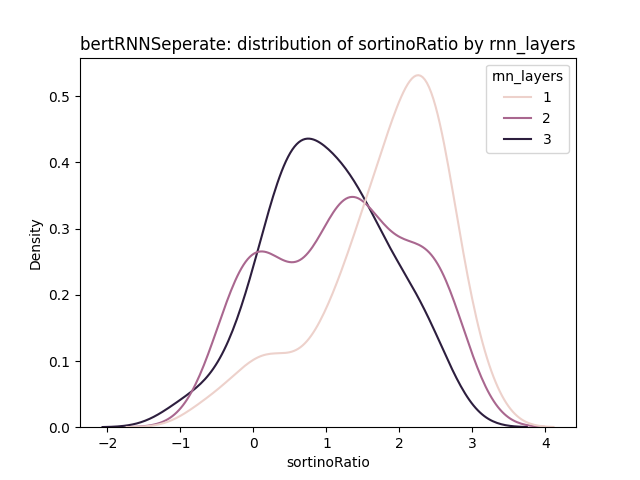 bertRNNSeperate: distribution of sortinoRatio by rnn_layers
rnn_layers
1
2
3
0.5
0.4
0.3
0.2
0.1
0.0
Density
−2 −1 0 1 2 3 4
sortinoRatio